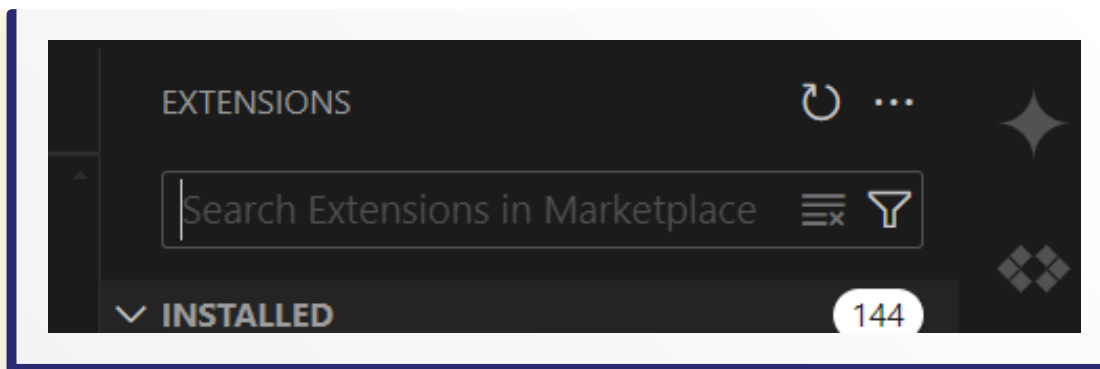 EXTENSIONS
Search Extensions in Marketplace
INSTALLED 144